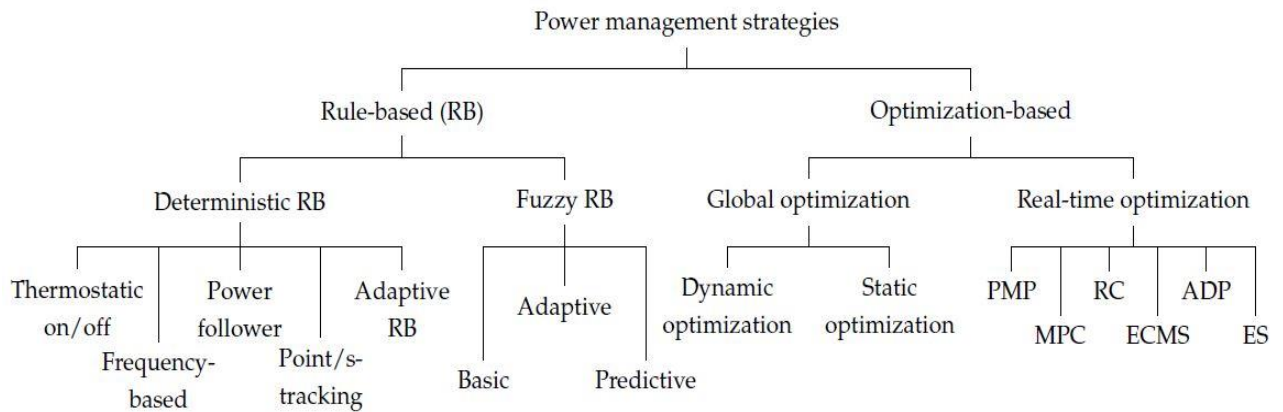 Power management strategies
Rule-based (RB)
Optimization-based
Deterministic RB
Fuzzy RB
Global optimization
Real-time optimization
Thermostatic
on/off
Frequency-
based
Power
follower
Point/s-
tracking
Adaptive
RB
Basic
Adaptive
Predictive
Dynamic
optimization
Static
optimization
PMP
MPC
RC
ECMS
ADP
ES